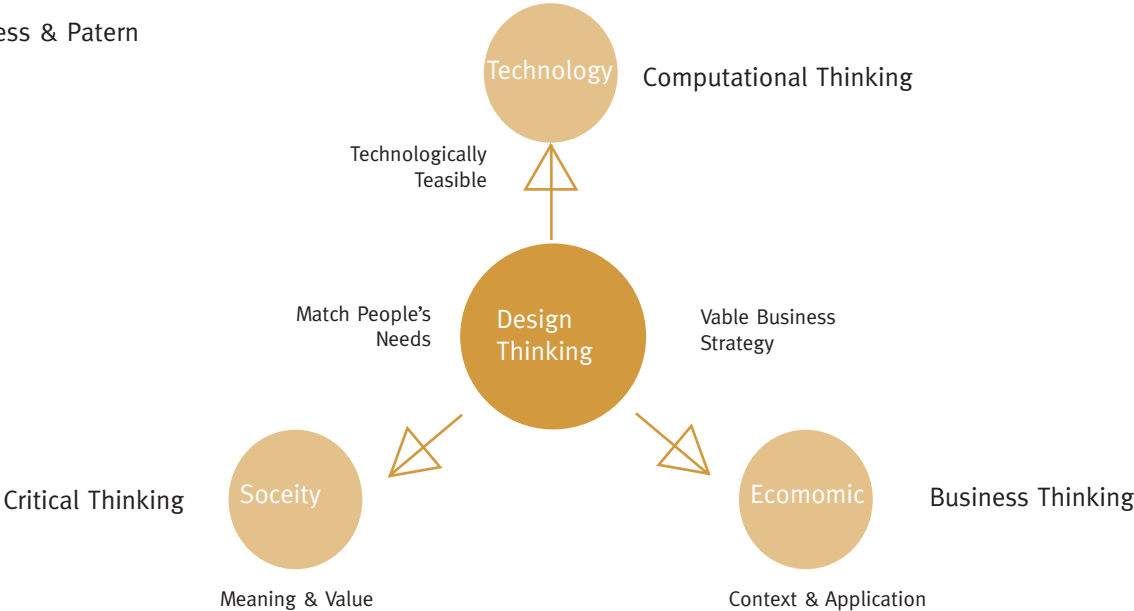 & Patern
Technology
Computational Thinking
Technologically
Teasible
Match People's
Needs
Design
Thinking
Vable Business
Strategy
Critical Thinking
Soceity
Ecomomic
Business Thinking
Meaning & Value
Context & Application